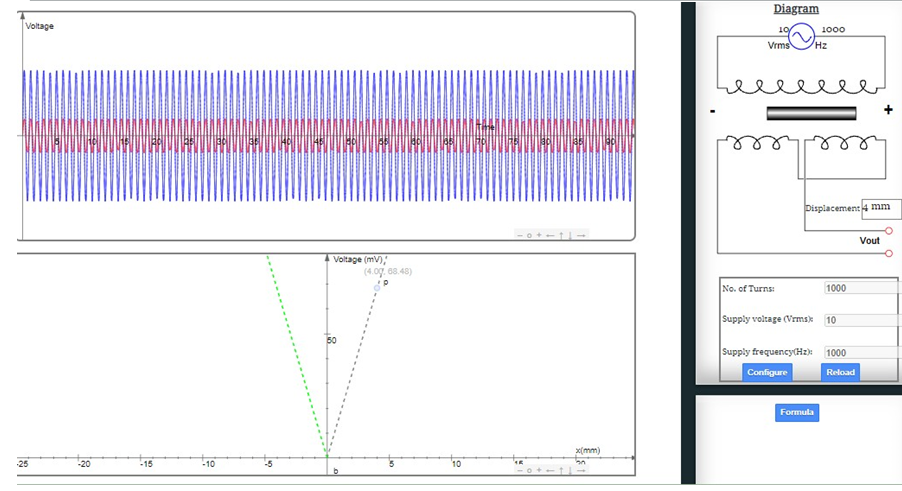 Voltage
Time
5 10 15 20 25 30 35 40 45 50 55 60 65 70 75 80 85 90
- o + ← ↑ ↓ →
Voltage (mV)
(4.00, 68.48)
p
50
x(mm)
-25 -20 -15 -10 -5 5 10 15 20
b
- o + ← ↑ ↓ →
Diagram
10 1000
Vrms Hz
- +
Displacement 4 mm
Vout
No. of Turns: 1000
Supply voltage (Vrms): 10
Supply frequency(Hz): 1000
Configure Reload
Formula